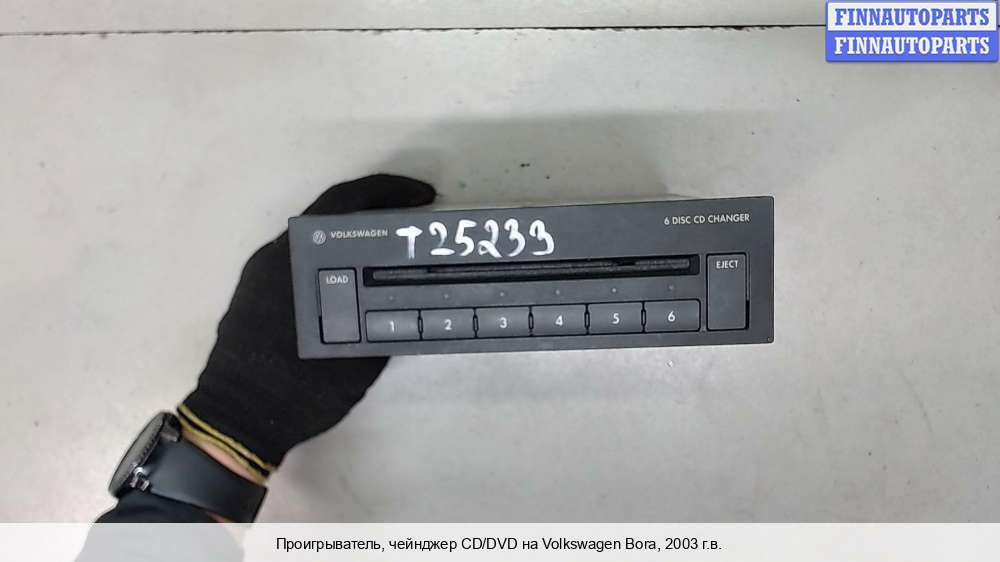 FINNAUTOPARTS
FINNAUTOPARTS
6 DISC CD CHANGER
VOLKSWAGEN
T25233
LOAD
EJECT
1 2 3 4 5 6
Проигрыватель, чейнджер CD/DVD на Volkswagen Bora, 2003 г.в.